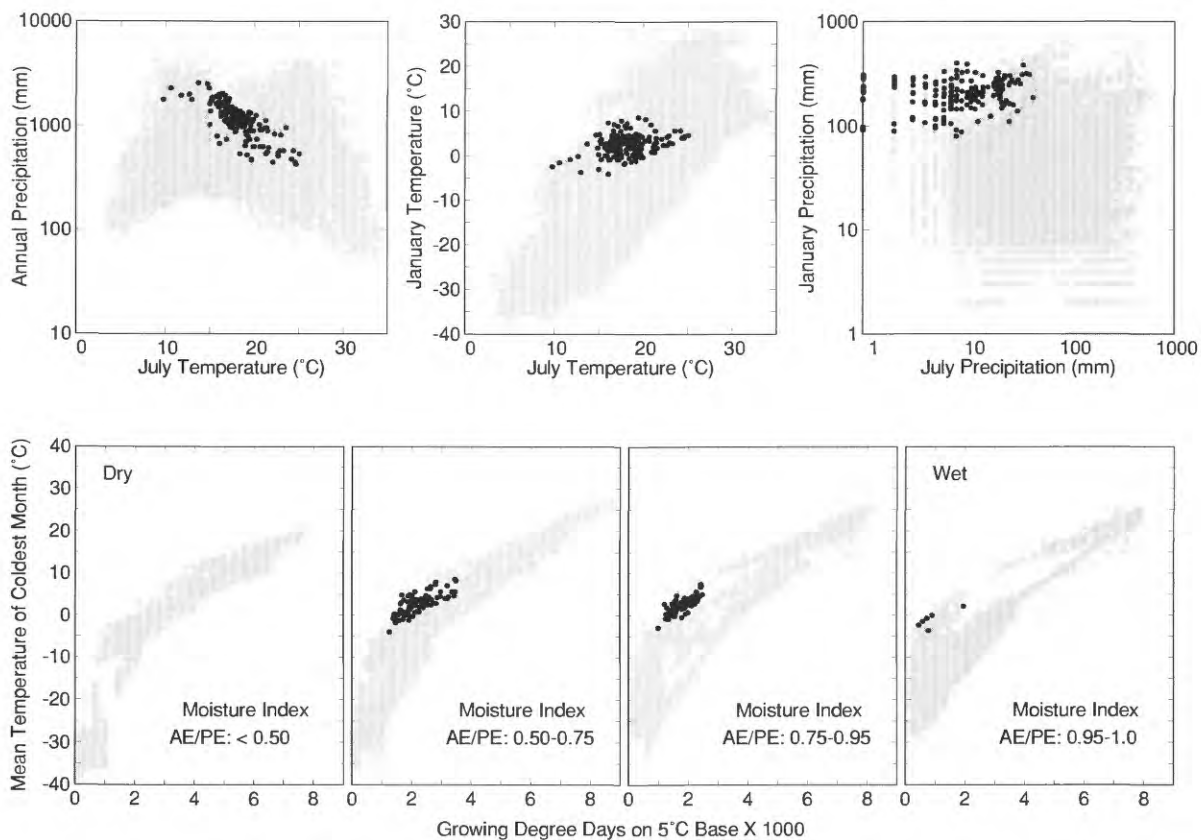 10000
1000
100
10
Annual Precipitation (mm)
0 10 20 30
July Temperature (˚C)
30
20
10
0
-10
-20
-30
-40
January Temperature (˚C)
0 10 20 30
July Temperature (˚C)
1000
100
10
1
January Precipitation (mm)
1 10 100 1000
July Precipitation (mm)
40
30
20
10
0
-10
-20
-30
-40
Mean Temperature of Coldest Month (˚C)
Dry
Moisture Index
AE/PE: < 0.50
0 2 4 6 8
Moisture Index
AE/PE: 0.50-0.75
0 2 4 6 8
Moisture Index
AE/PE: 0.75-0.95
0 2 4 6 8
Wet
Moisture Index
AE/PE: 0.95-1.0
0 2 4 6 8
Growing Degree Days on 5˚C Base X 1000